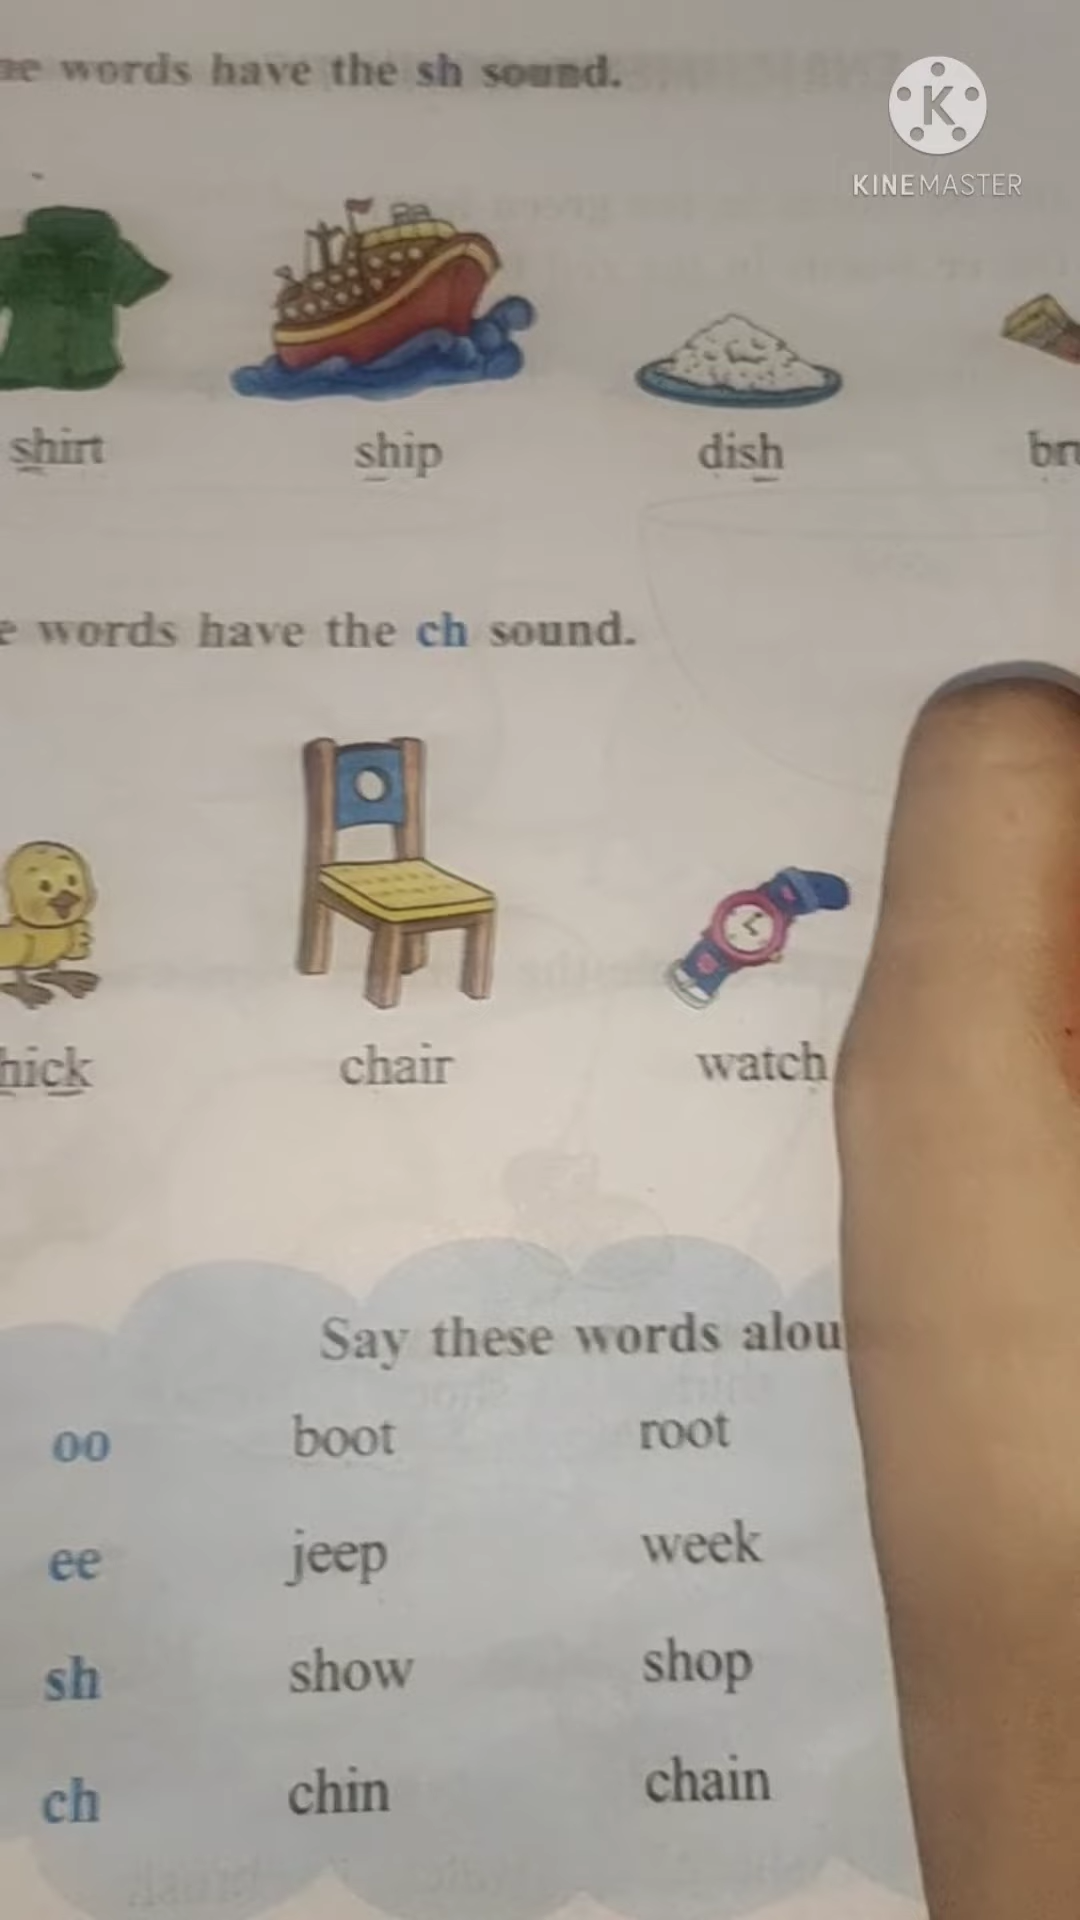 words have the sh sound.
KINEMASTER
shirt ship dish
words have the ch sound.
hick chair watch
Say these words alou
oo boot root
ee jeep week
sh show shop
ch chin chain